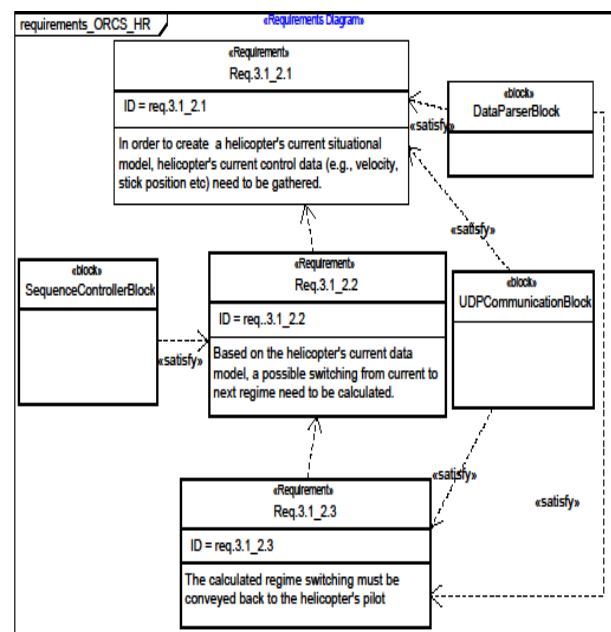 requirements_ORCS_HR
«Requirements Diagram»
«Requirement»
Req.3.1_2.1
ID = req.3.1_2.1
In order to create a helicopter's current situational
model, helicopter's current control data (e.g., velocity,
stick position etc) need to be gathered.
«block»
DataParserBlock
«satisfy»
«satisfy»
«block»
SequenceControllerBlock
«satisfy»
«Requirement»
Req.3.1_2.2
ID = req..3.1_2.2
Based on the helicopter's current data
model, a possible switching from current to
next regime need to be calculated.
«block»
UDPCommunicationBlock
«satisfy»
«satisfy»
«Requirement»
Req.3.1_2.3
ID = req.3.1_2.3
The calculated regime switching must be
conveyed back to the helicopter's pilot